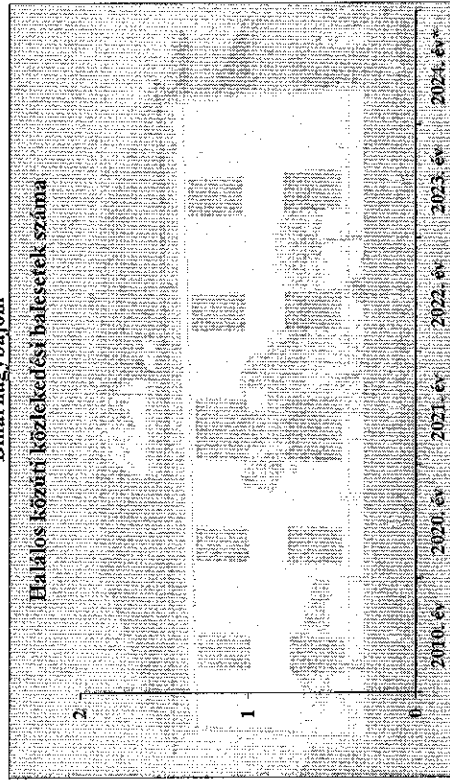 Biharnagybajom
Halálos közúti közlekedési balesetek száma
2
1
0
2010. év 2020. év 2021. év 2022. év 2023. év 2024. év*